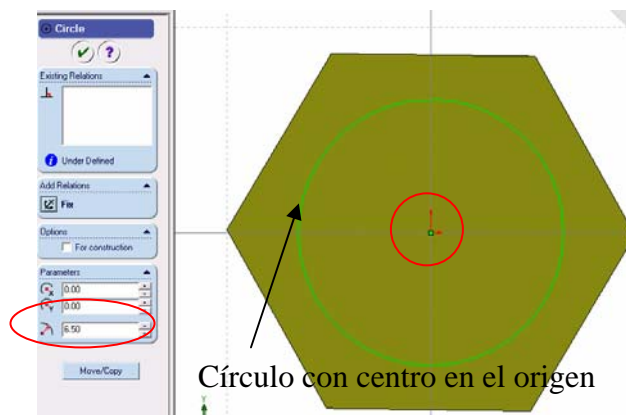 Circle
?
Existing Relations
i Under Defined
Add Relations
Fix
Options
For construction
Parameters
0.00
0.00
6.50
Move/Copy
Círculo con centro en el origen
Y